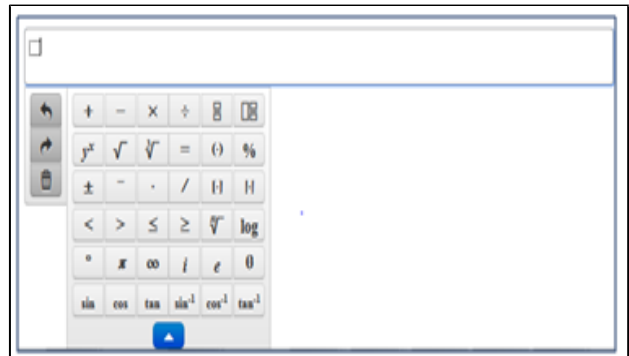 + − × ÷
yˣ √ ∛ = (·) %
± − · / [·] |·|
< > ≤ ≥ ⁿ√ log
° π ∞ i e θ
sin cos tan sin⁻¹ cos⁻¹ tan⁻¹